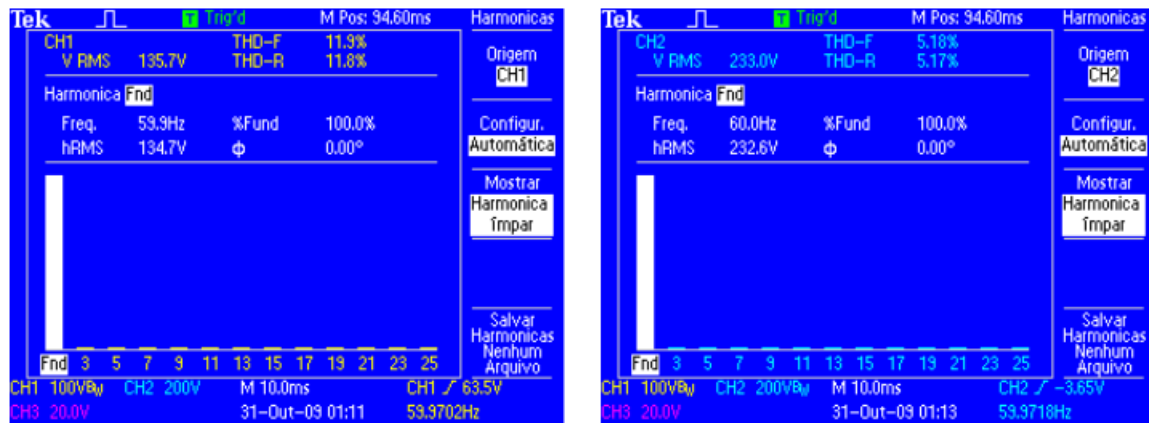 Tek T Trig'd M Pos: 94.60ms Harmonicas
CH1 THD-F 11.9%
V RMS 135.7V THD-R 11.8%
Origem
CH1
Harmonica Fnd
Freq. 59.9Hz %Fund 100.0%
hRMS 134.7V ϕ 0.00°
Configur.
Automática
Mostrar
Harmonica
împar
Salvar
Harmonicas
Nenhum
Arquivo
Fnd 3 5 7 9 11 13 15 17 19 21 23 25
CH1 100VBW CH2 200V M 10.0ms CH1 63.5V
CH3 20.0V 31-Out-09 01:11 59.9702Hz
Tek T Trig'd M Pos: 94.60ms Harmonicas
CH2 THD-F 5.18%
V RMS 233.0V THD-R 5.17%
Origem
CH2
Harmonica Fnd
Freq. 60.0Hz %Fund 100.0%
hRMS 232.6V ϕ 0.00°
Configur.
Automática
Mostrar
Harmonica
împar
Salvar
Harmonicas
Nenhum
Arquivo
Fnd 3 5 7 9 11 13 15 17 19 21 23 25
CH1 100VBW CH2 200VBW M 10.0ms CH2 -3.65V
CH3 20.0V 31-Out-09 01:13 59.9718Hz